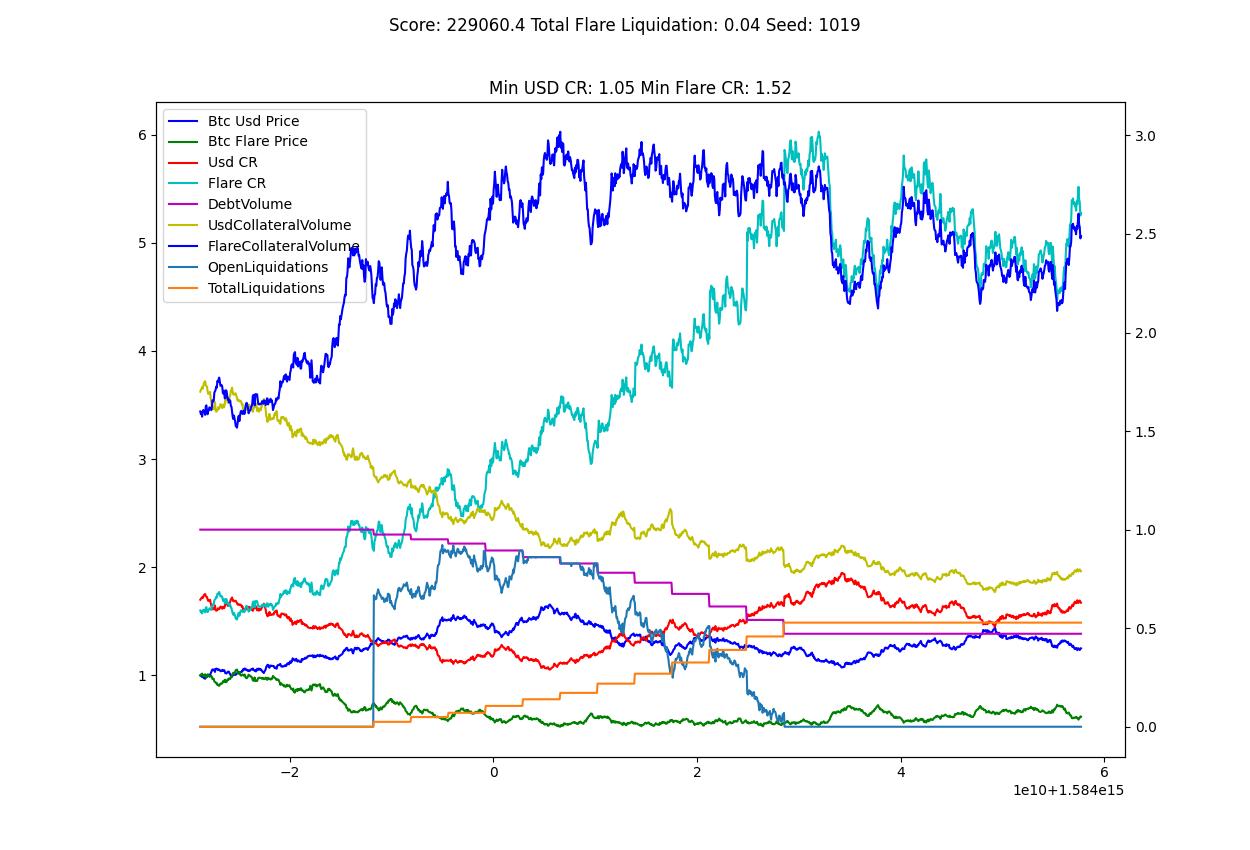 Score: 229060.4 Total Flare Liquidation: 0.04 Seed: 1019
Min USD CR: 1.05 Min Flare CR: 1.52
Btc Usd Price
Btc Flare Price
Usd CR
Flare CR
DebtVolume
UsdCollateralVolume
FlareCollateralVolume
OpenLiquidations
TotalLiquidations
6
5
4
3
2
1
3.0
2.5
2.0
1.5
1.0
0.5
0.0
−2
0
2
4
6
1e10+1.584e15